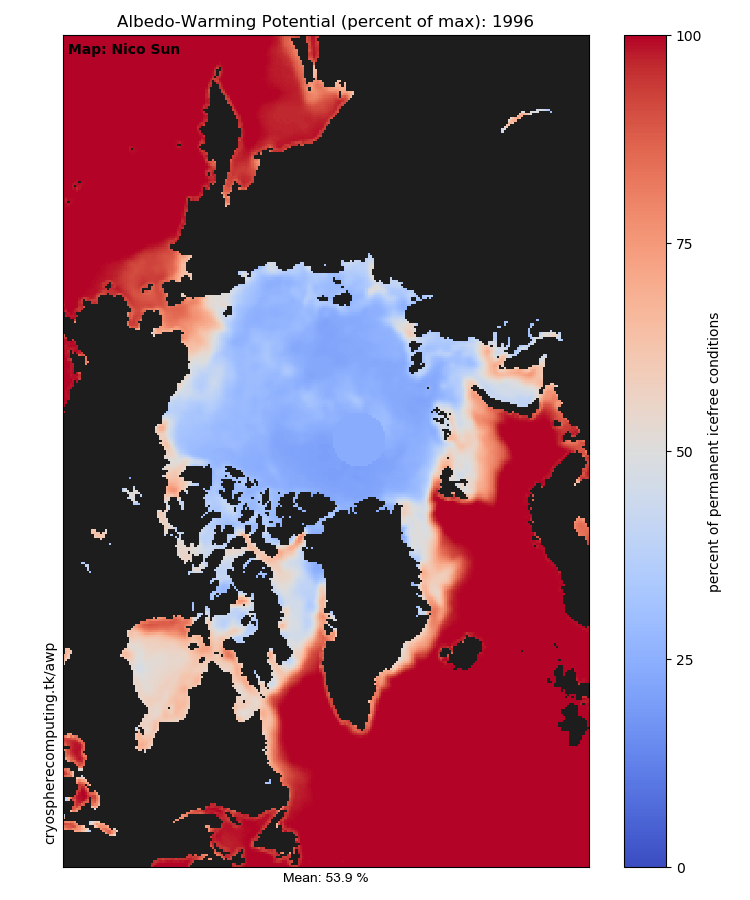 Albedo-Warming Potential (percent of max): 1996
Map: Nico Sun
100
75
50
25
0
percent of permanent icefree conditions
cryospherecomputing.tk/awp
Mean: 53.9 %